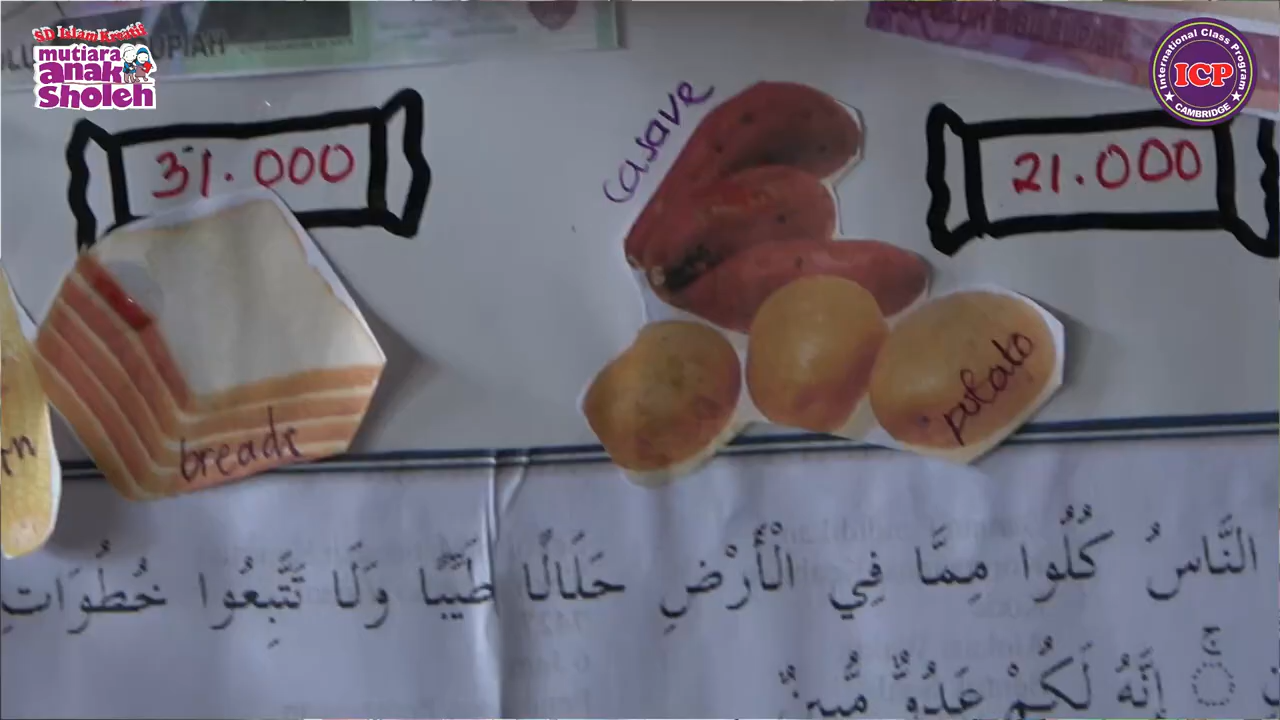 SD Islam Kreatif
mutiara
anak
Sholeh
RUPIAH
International Class Program
ICP
CAMBRIDGE
31.000
casave
21.000
breads
potato
النَّاسُ كُلُوا مِمَّا فِي الْأَرْضِ حَلَالًا طَيِّبًا وَلَا تَتَّبِعُوا خُطُوَاتِ
إِنَّهُ لَكُمْ عَدُوٌّ مُّبِينٌ